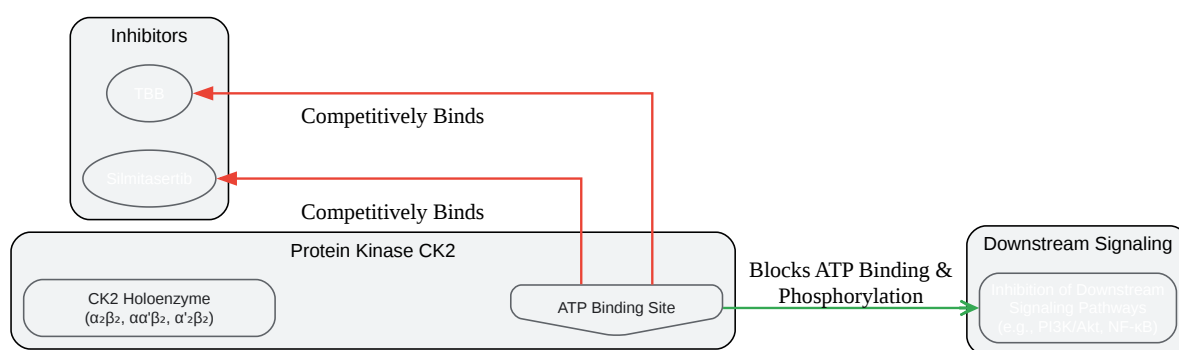 Inhibitors
TBB
Competitively Binds
Silmitasertib
Competitively Binds
Protein Kinase CK2
CK2 Holoenzyme
(α₂β₂, αα'β₂, α'₂β₂)
ATP Binding Site
Blocks ATP Binding &
Phosphorylation
Downstream Signaling
Inhibition of Downstream
Signaling Pathways
(e.g., PI3K/Akt, NF-κB)